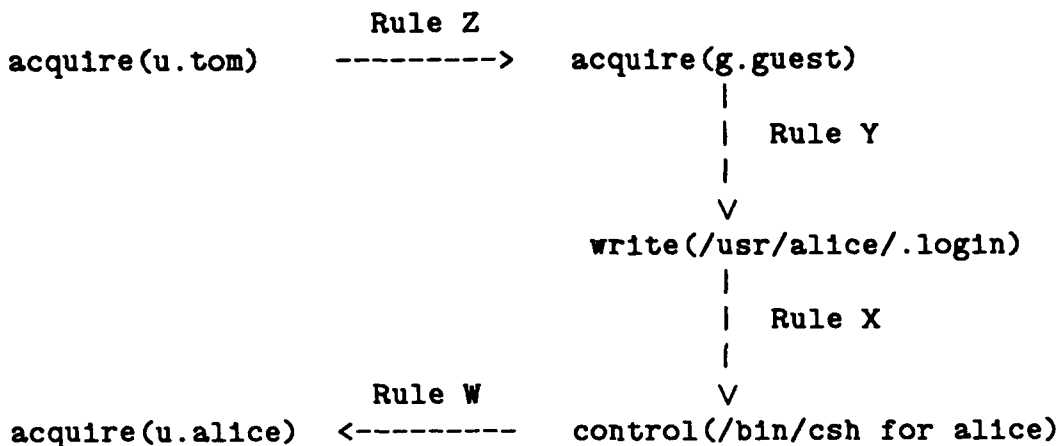 Rule Z
acquire(u.tom) ---------> acquire(g.guest)
|
| Rule Y
|
V
write(/usr/alice/.login)
|
| Rule X
|
Rule W V
acquire(u.alice) <--------- control(/bin/csh for alice)